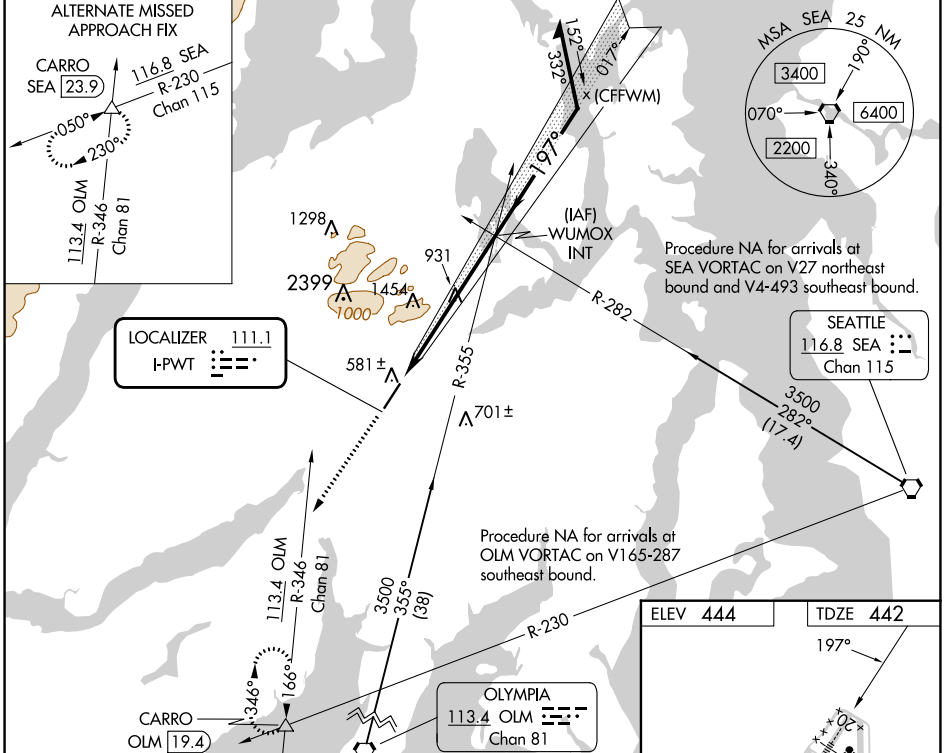 ALTERNATE MISSED
APPROACH FIX
CARRO
SEA 23.9
116.8 SEA
R-230
Chan 115
050°
230°
113.4 OLM
R-346
Chan 81
152°
332°
017°
(CFFWM)
197°
MSA SEA 25 NM
190°
3400
070°
6400
2200
340°
1298
2399
1454
1000
931
(IAF)
WUMOX
INT
Procedure NA for arrivals at
SEA VORTAC on V27 northeast
bound and V4-493 southeast bound.
R-282
LOCALIZER 111.1
I-PWT
581±
R-355
701±
SEATTLE
116.8 SEA
Chan 115
3500
282°
(17.4)
Procedure NA for arrivals at
OLM VORTAC on V165-287
southeast bound.
113.4 OLM
R-346
Chan 81
3500
355°
(38)
R-230
ELEV 444
TDZE 442
197°
20
346°
166°
CARRO
OLM 19.4
OLYMPIA
113.4 OLM
Chan 81